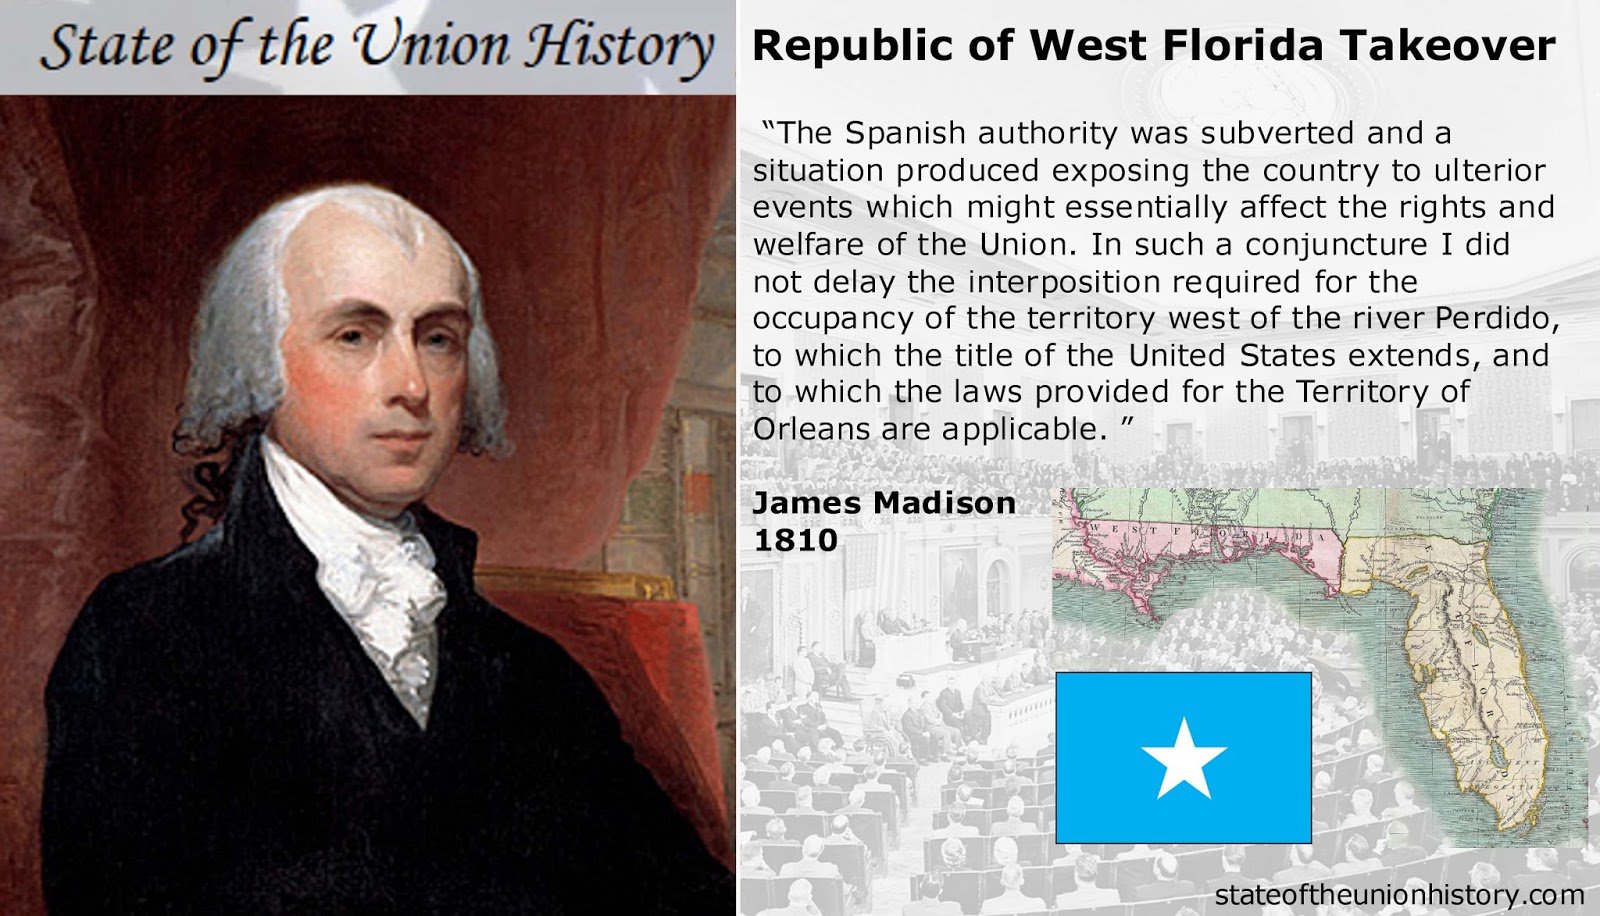 State of the Union History
Republic of West Florida Takeover
“The Spanish authority was subverted and a
situation produced exposing the country to ulterior
events which might essentially affect the rights and
welfare of the Union. In such a conjuncture I did
not delay the interposition required for the
occupancy of the territory west of the river Perdido,
to which the title of the United States extends, and
to which the laws provided for the Territory of
Orleans are applicable. ”
James Madison
1810
WEST FLORIDA
stateoftheunionhistory.com